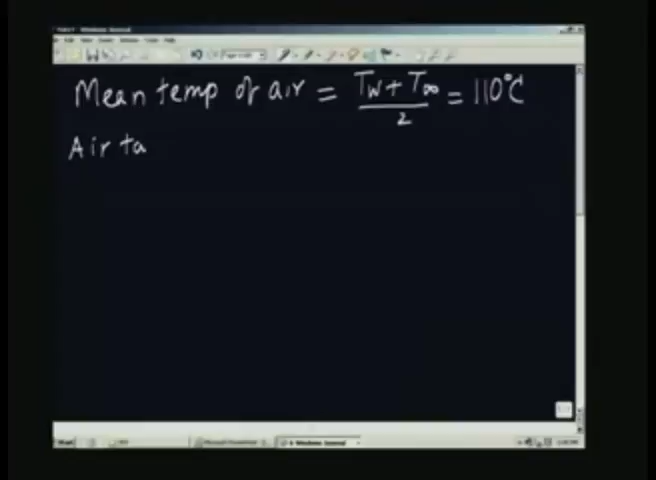 Mean temp of air = (Tw + T∞)/2 = 110°C
Air ta